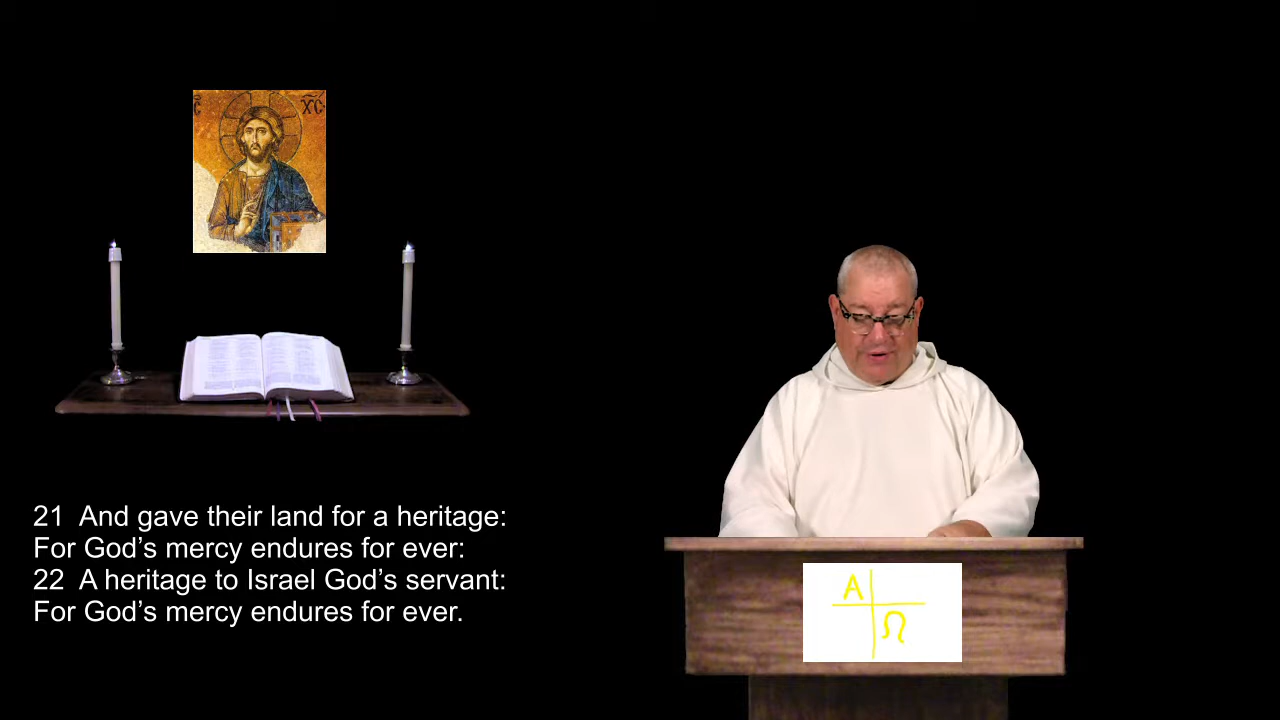 XC
21 And gave their land for a heritage:
For God’s mercy endures for ever:
22 A heritage to Israel God’s servant:
For God’s mercy endures for ever.
A
Ω